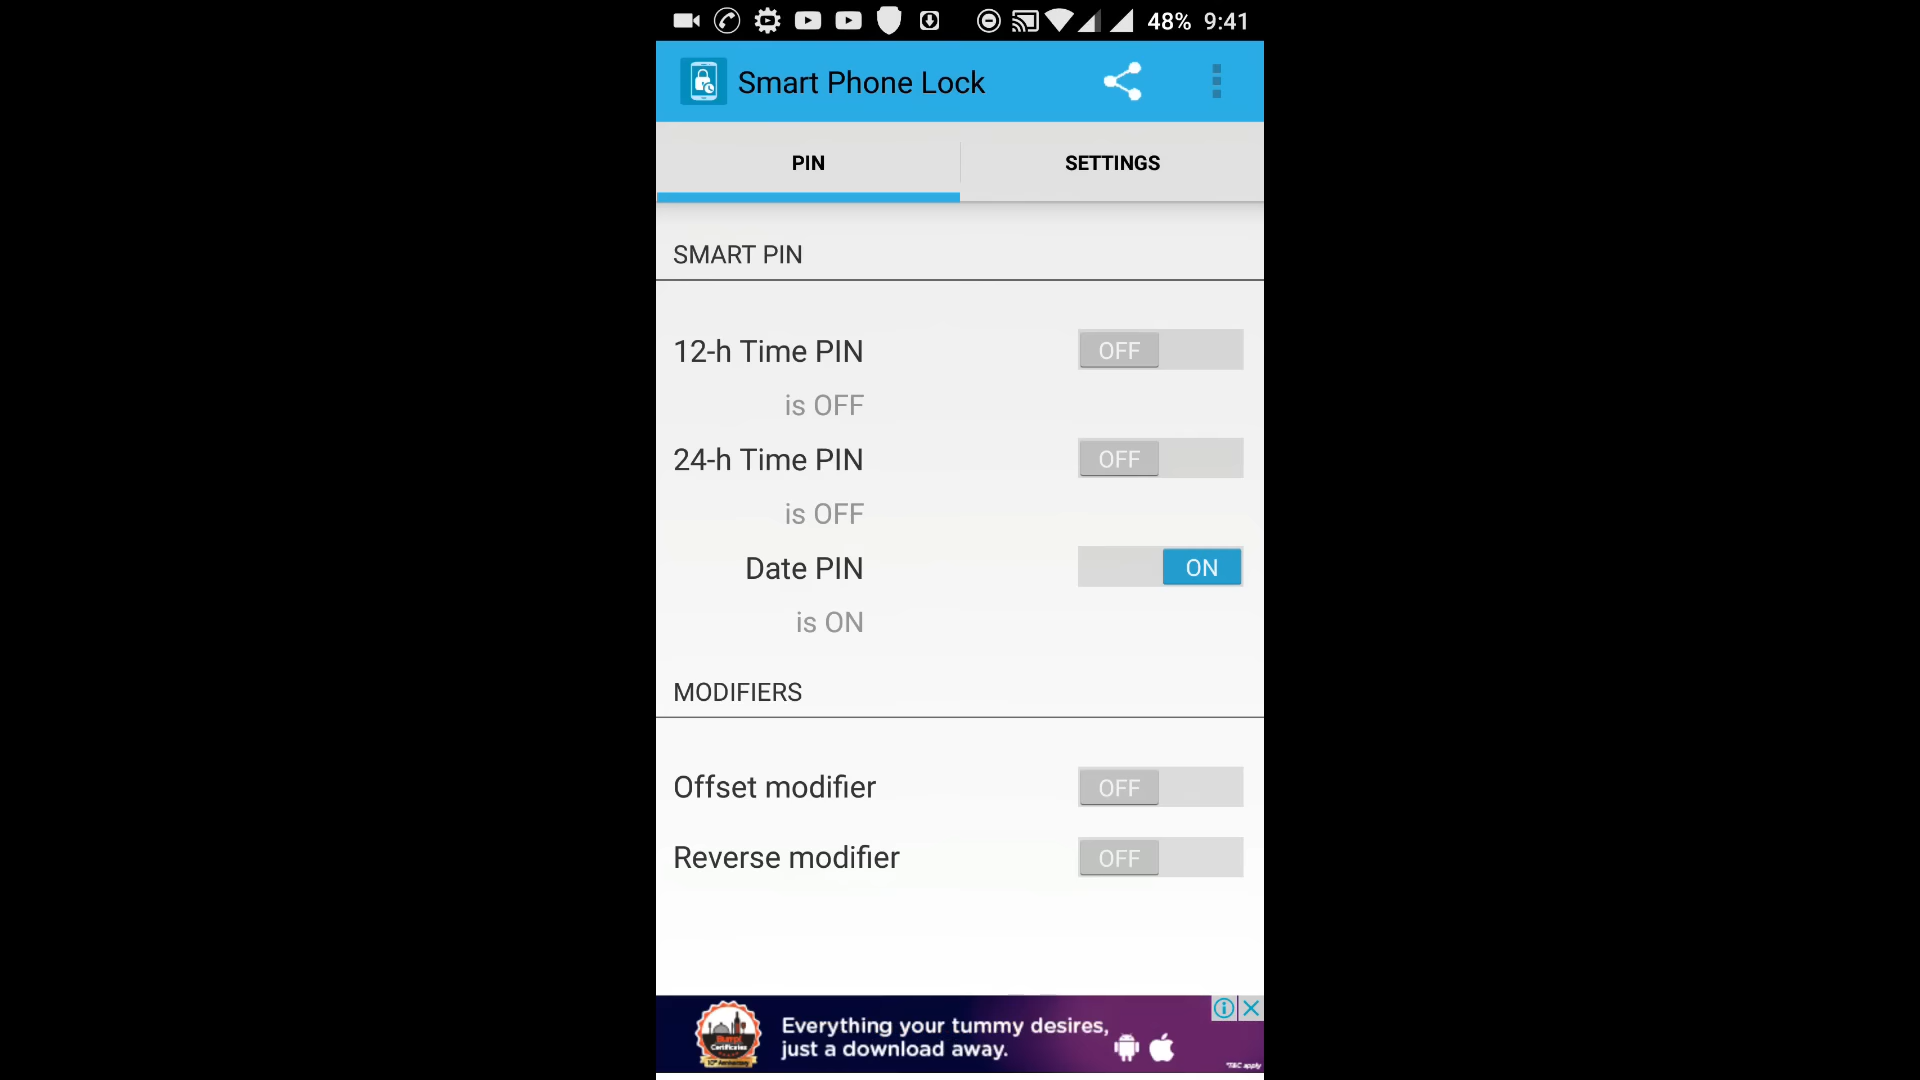 48% 9:41
Smart Phone Lock
PIN SETTINGS
SMART PIN
12-h Time PIN OFF
is OFF
24-h Time PIN OFF
is OFF
Date PIN ON
is ON
MODIFIERS
Offset modifier OFF
Reverse modifier OFF
Everything your tummy desires,
just a download away.
Certificates
*T&C apply